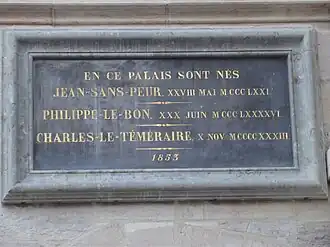 EN CE PALAIS SONT NÉS
JEAN-SANS-PEUR, XXVIII MAI MCCCLXXI
PHILIPPE-LE-BON, XXX JUIN MCCCLXXXXVI
CHARLES-LE-TÉMÉRAIRE, X NOV MCCCCXXXIII
1853